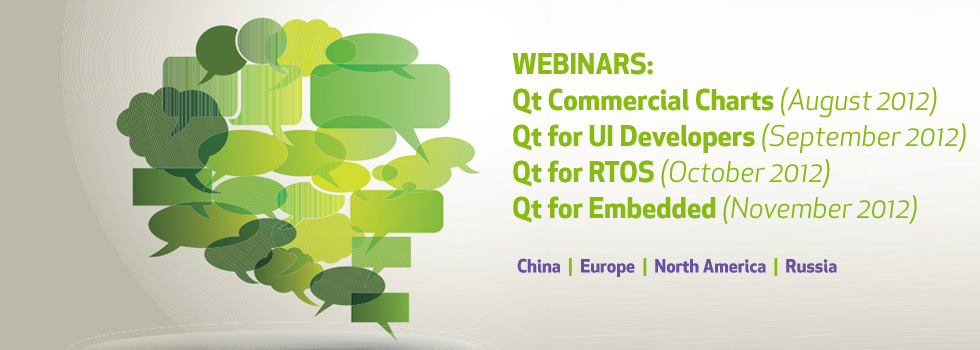 WEBINARS:
Qt Commercial Charts (August 2012)
Qt for UI Developers (September 2012)
Qt for RTOS (October 2012)
Qt for Embedded (November 2012)
China | Europe | North America | Russia